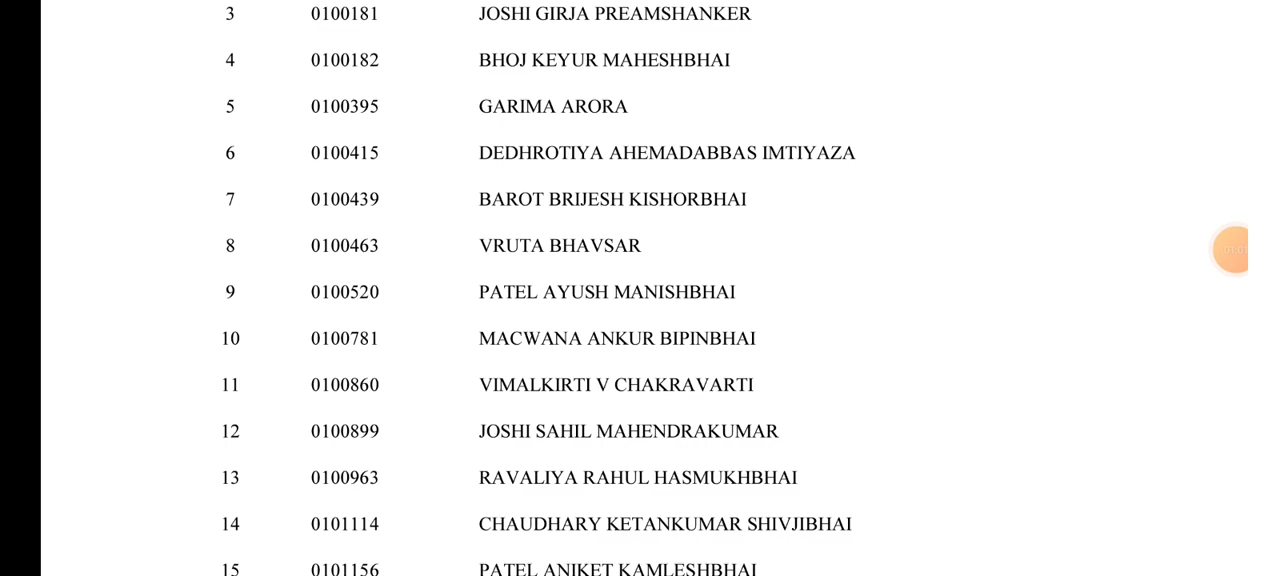 3 0100181 JOSHI GIRJA PREAMSHANKER
4 0100182 BHOJ KEYUR MAHESHBHAI
5 0100395 GARIMA ARORA
6 0100415 DEDHROTIYA AHEMADABBAS IMTIYAZA
7 0100439 BAROT BRIJESH KISHORBHAI
8 0100463 VRUTA BHAVSAR
9 0100520 PATEL AYUSH MANISHBHAI
10 0100781 MACWANA ANKUR BIPINBHAI
11 0100860 VIMALKIRTI V CHAKRAVARTI
12 0100899 JOSHI SAHIL MAHENDRAKUMAR
13 0100963 RAVALIYA RAHUL HASMUKHBHAI
14 0101114 CHAUDHARY KETANKUMAR SHIVJIBHAI
15 0101156 PATEL ANIKET KAMLESHBHAI